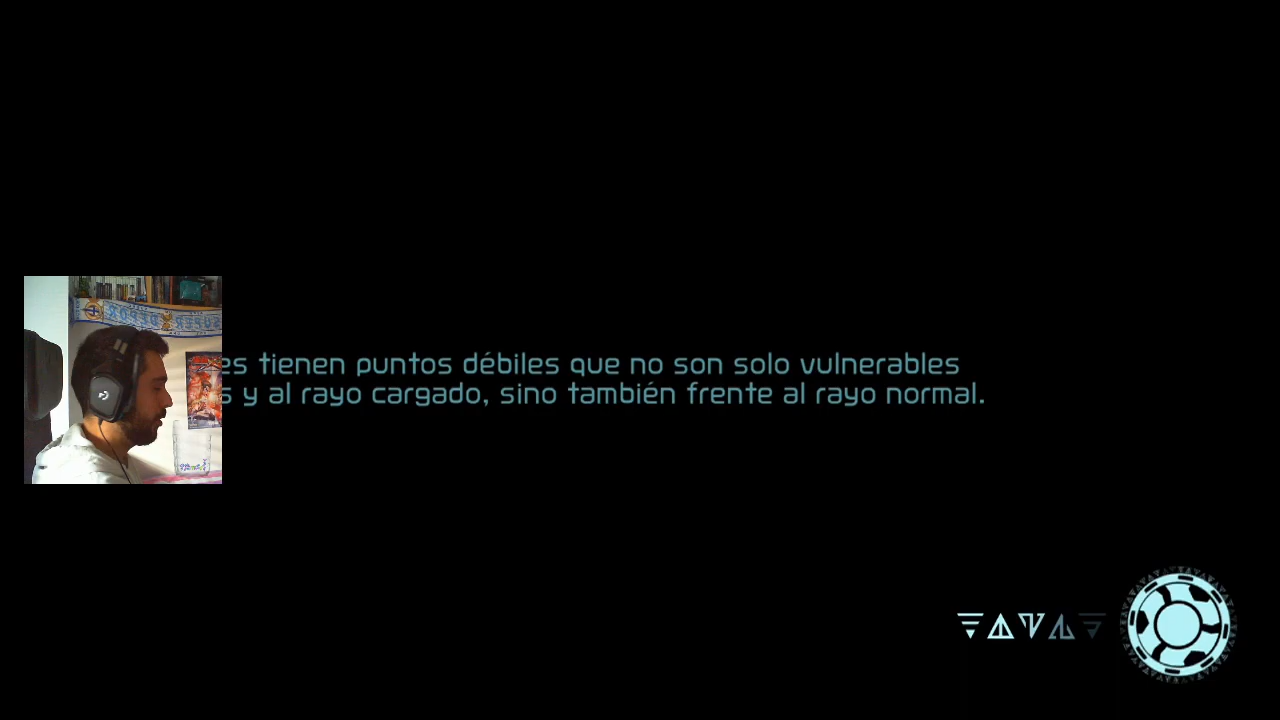 es tienen puntos débiles que no son solo vulnerables
s y al rayo cargado, sino también frente al rayo normal.